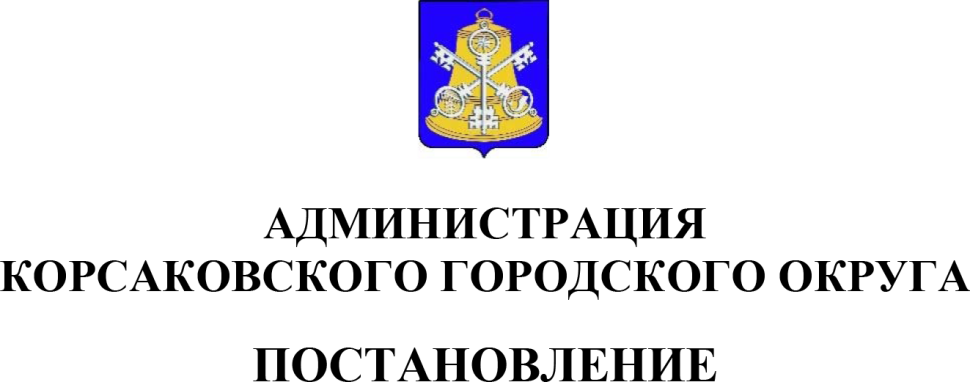 АДМИНИСТРАЦИЯ
КОРСАКОВСКОГО ГОРОДСКОГО ОКРУГА
ПОСТАНОВЛЕНИЕ